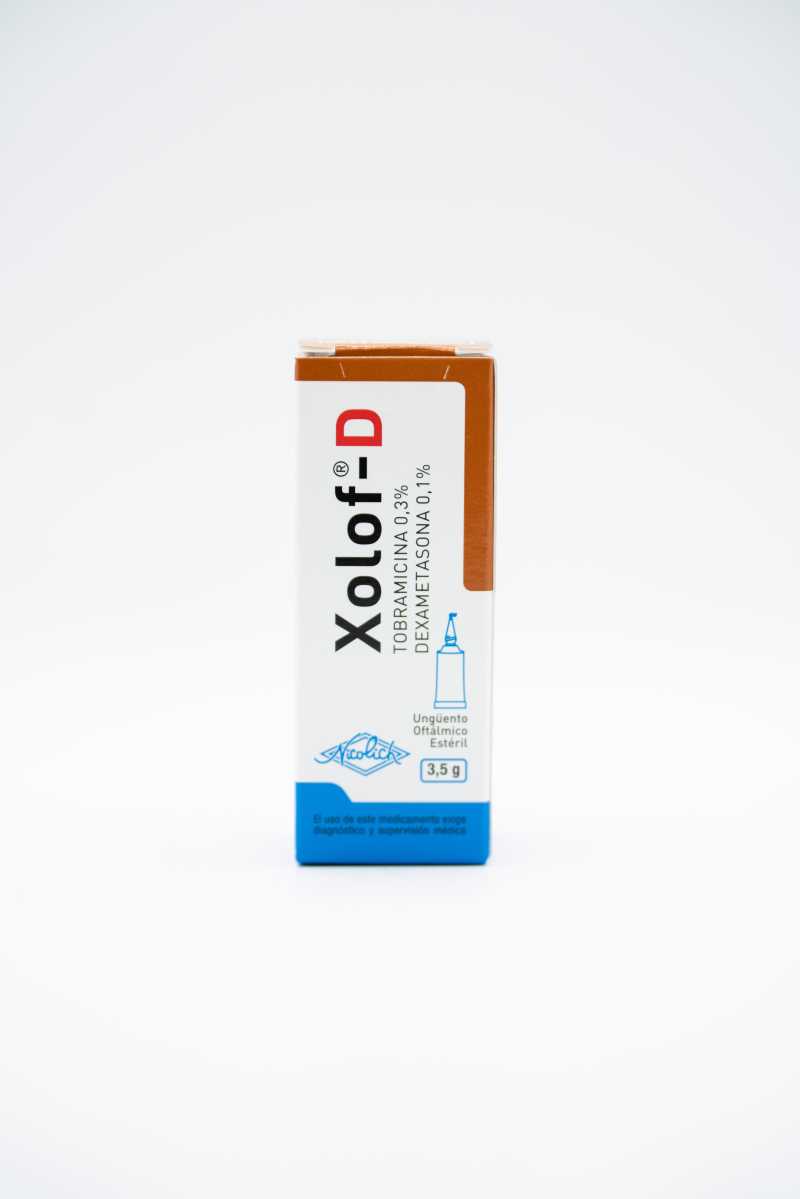 Xolof®-D
TOBRAMICINA 0,3%
DEXAMETASONA 0,1%
Ungüento
Oftálmico
Estéril
3,5 g
Nicolich
El uso de este medicamento exige
diagnóstico y supervisión médica